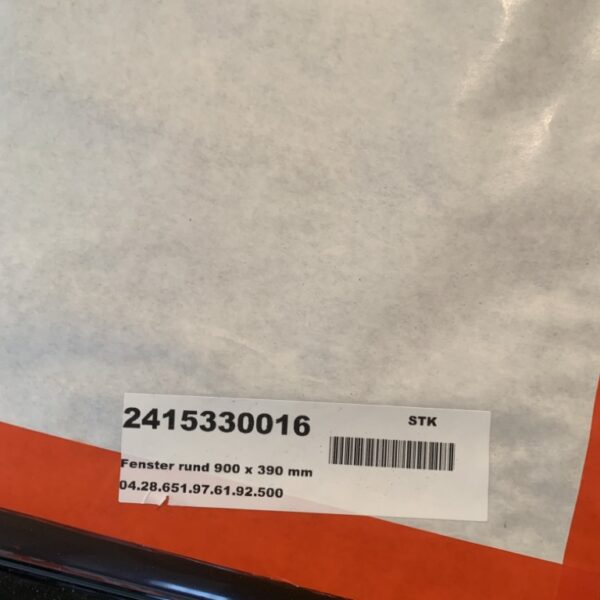 2415330016 STK
Fenster rund 900 x 390 mm
04.28.651.97.61.92.500